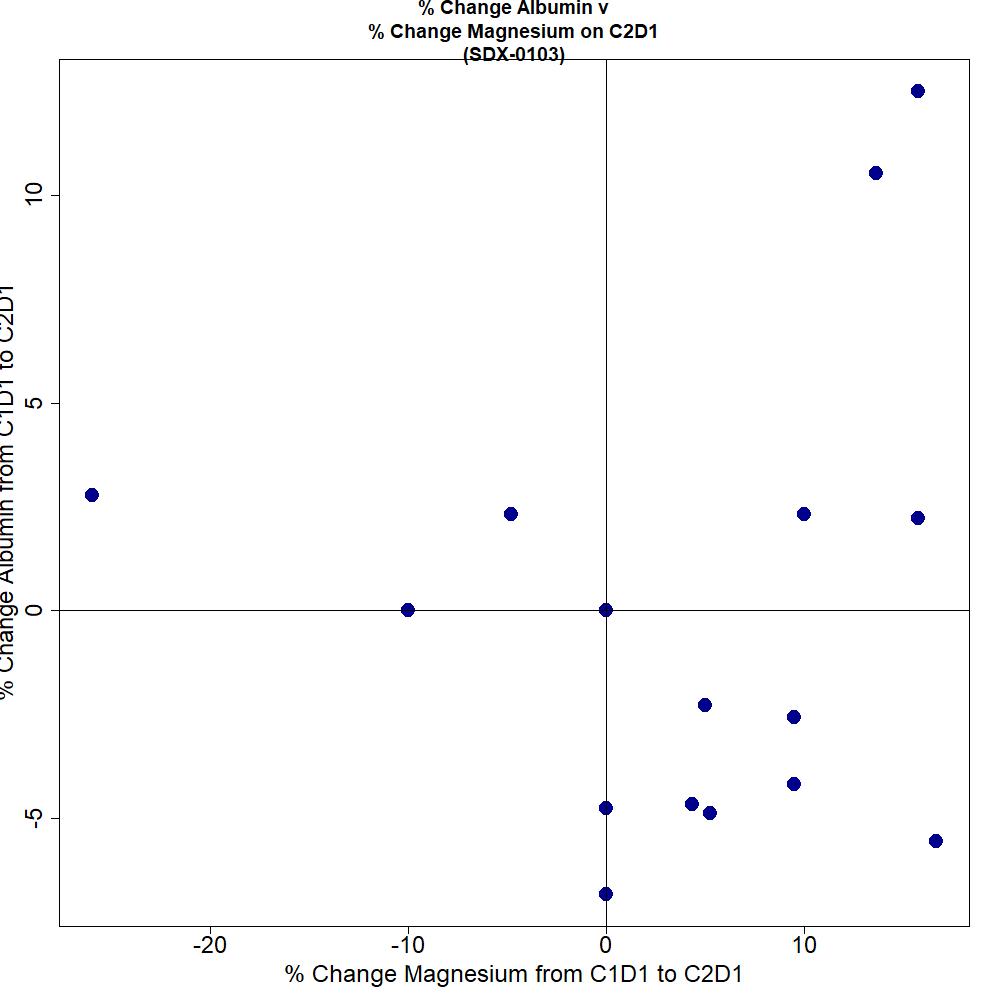 % Change Albumin v
% Change Magnesium on C2D1
(SDX-0103)
% Change Albumin from C1D1 to C2D1
10
5
0
-5
-20
-10
0
10
% Change Magnesium from C1D1 to C2D1